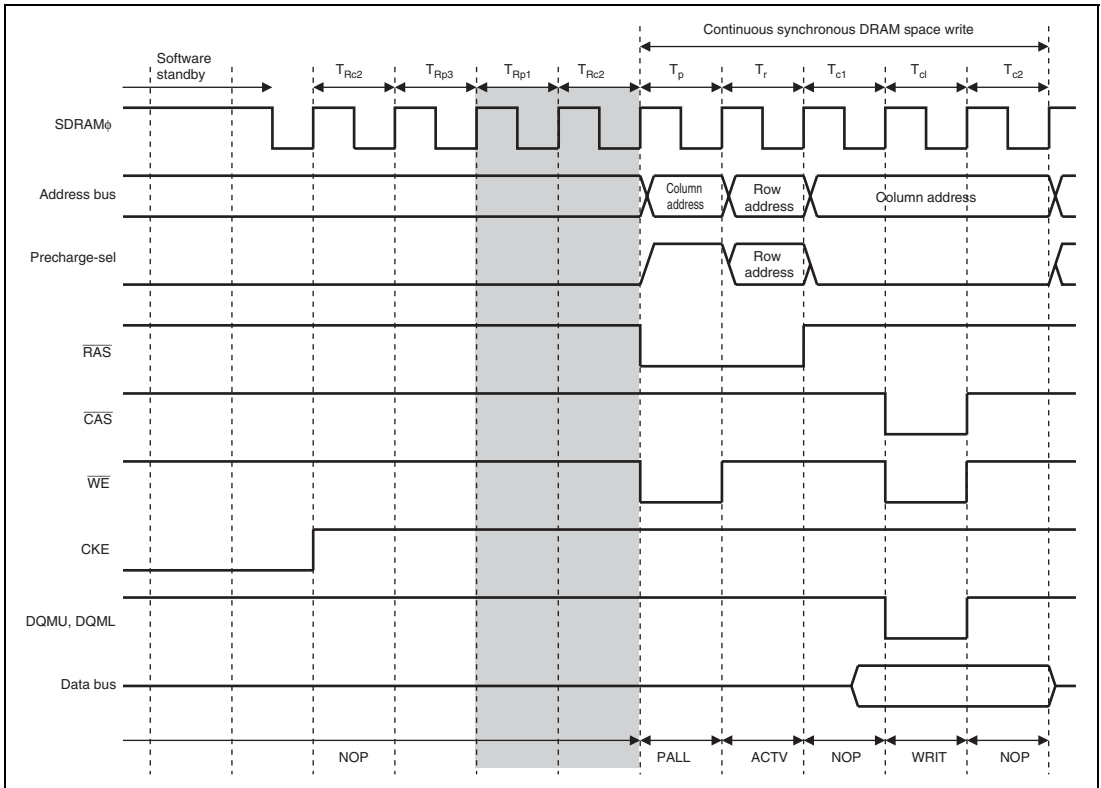 Continuous synchronous DRAM space write
Software
standby
TRc2 TRp3 TRp1 TRc2 Tp Tr Tc1 Tcl Tc2
SDRAMϕ
Address bus
Column
address
Row
address
Column address
Precharge-sel
Row
address
RAS
CAS
WE
CKE
DQMU, DQML
Data bus
NOP PALL ACTV NOP WRIT NOP